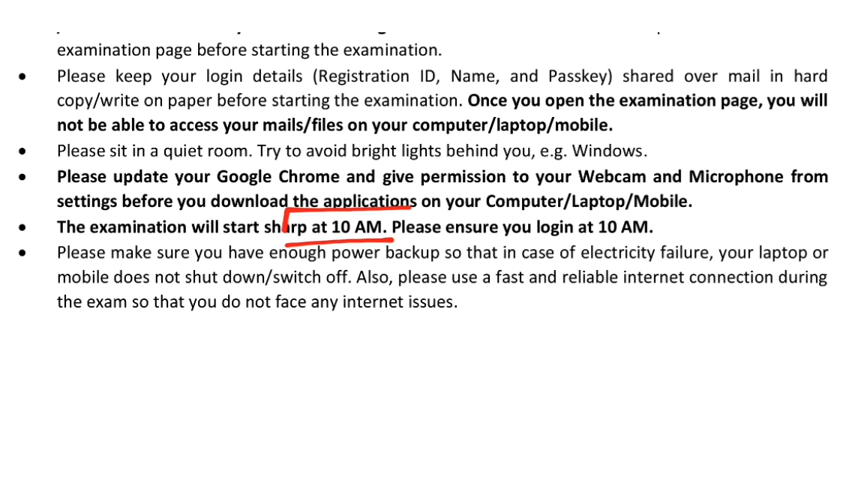 examination page before starting the examination.
• Please keep your login details (Registration ID, Name, and Passkey) shared over mail in hard
copy/write on paper before starting the examination. Once you open the examination page, you will
not be able to access your mails/files on your computer/laptop/mobile.
• Please sit in a quiet room. Try to avoid bright lights behind you, e.g. Windows.
• Please update your Google Chrome and give permission to your Webcam and Microphone from
settings before you download the applications on your Computer/Laptop/Mobile.
• The examination will start sharp at 10 AM. Please ensure you login at 10 AM.
• Please make sure you have enough power backup so that in case of electricity failure, your laptop or
mobile does not shut down/switch off. Also, please use a fast and reliable internet connection during
the exam so that you do not face any internet issues.